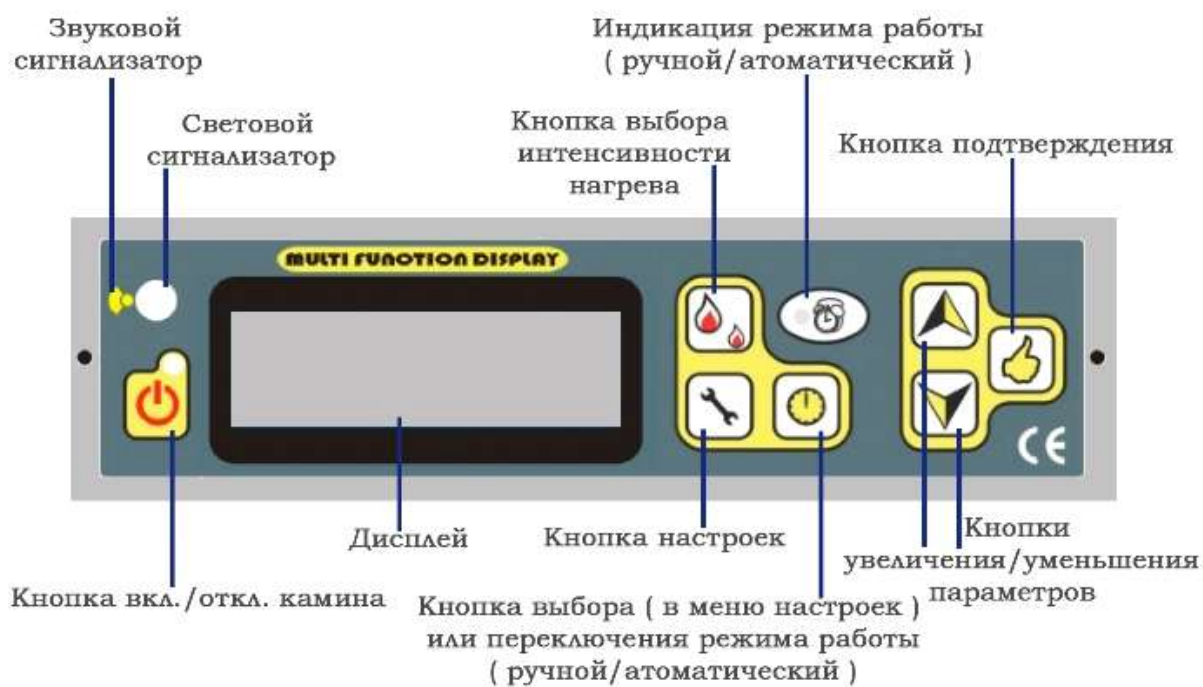 Звуковой
сигнализатор
Световой
сигнализатор
Индикация режима работы
( ручной/атоматический )
Кнопка выбора
интенсивности
нагрева
Кнопка подтверждения
MULTI FUNCTION DISPLAY
CE
Дисплей
Кнопка настроек
Кнопки
увеличения/уменьшения
параметров
Кнопка вкл./откл. камина
Кнопка выбора ( в меню настроек )
или переключения режима работы
( ручной/атоматический )